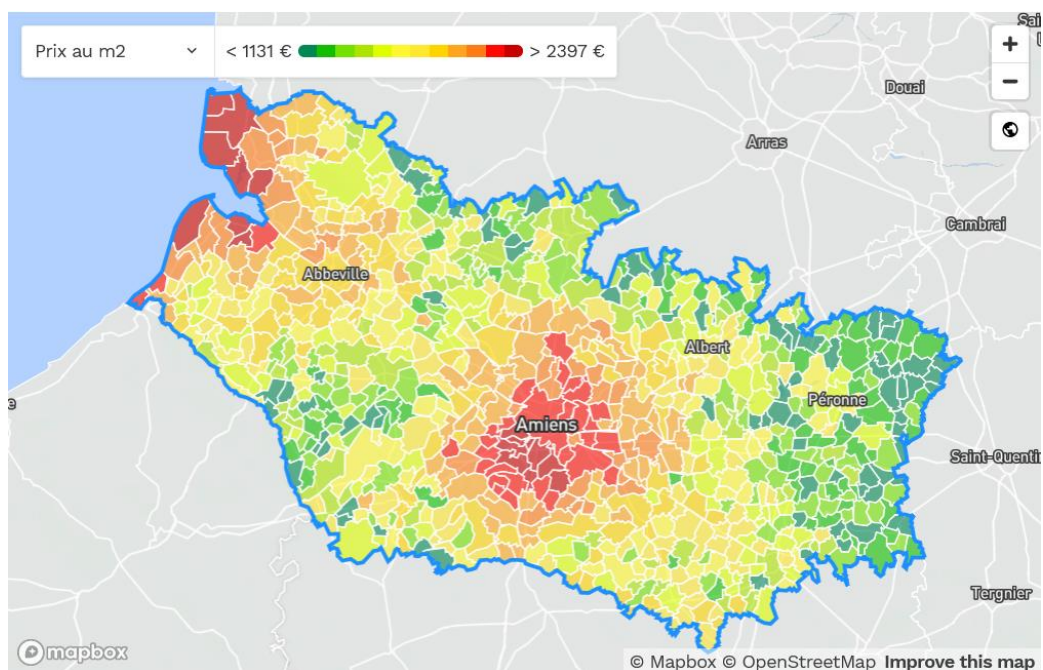 Prix au m2
< 1131 €
> 2397 €
+
−
Douai
Arras
Cambrai
Abbeville
Albert
Péronne
Amiens
Saint-Quentin
Tergnier
mapbox
© Mapbox © OpenStreetMap Improve this map